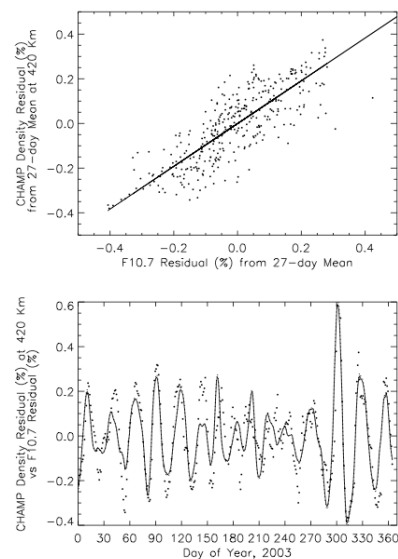 CHAMP Density Residual (%)
from 27-day Mean at 420 Km
0.4
0.2
0.0
-0.2
-0.4
-0.4 -0.2 0.0 0.2 0.4
F10.7 Residual (%) from 27-day Mean
CHAMP Density Residual (%) at 420 Km
vs F10.7 Residual (%)
0.6
0.4
0.2
0.0
-0.2
-0.4
0 30 60 90 120 150 180 210 240 270 300 330 360
Day of Year, 2003